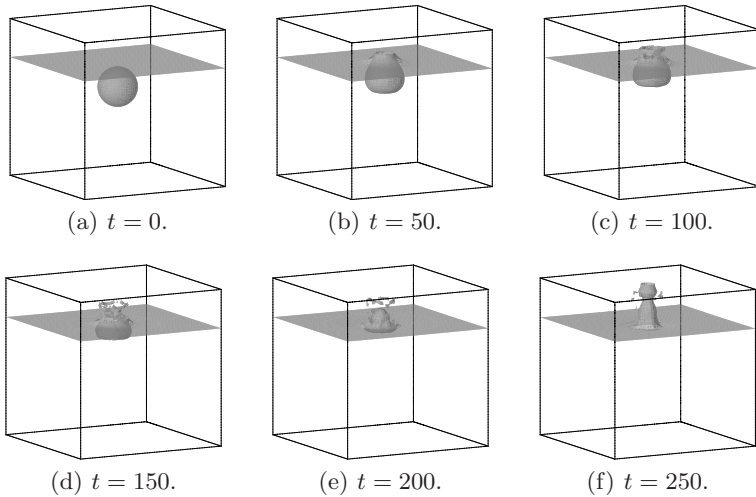 (a) t = 0.
(b) t = 50.
(c) t = 100.
(d) t = 150.
(e) t = 200.
(f) t = 250.